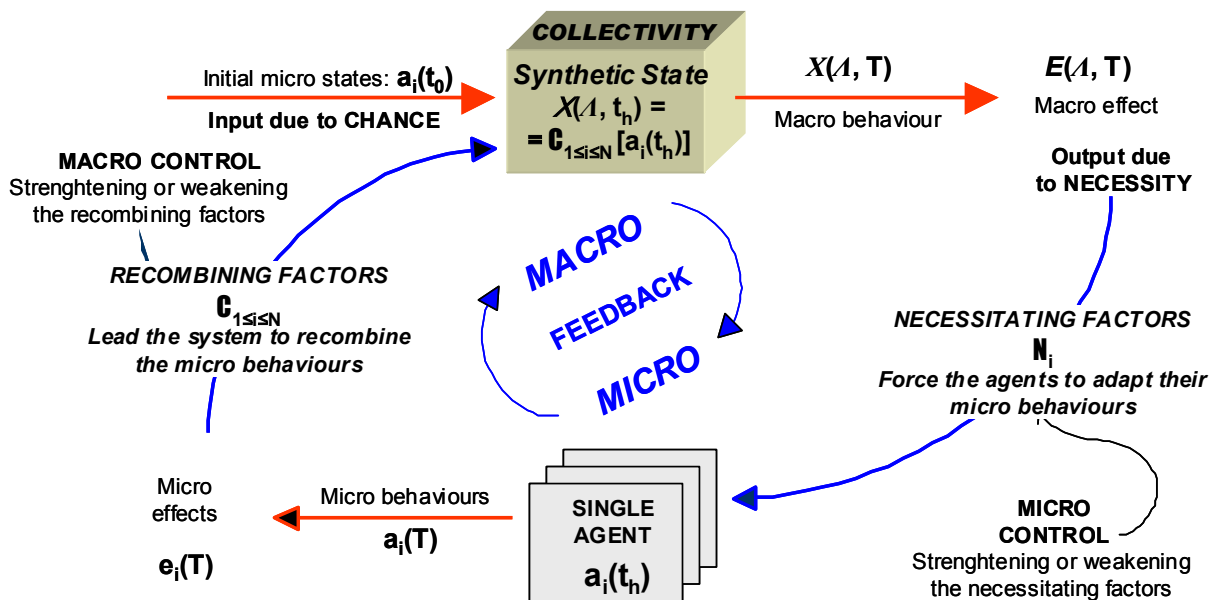 COLLECTIVITY
Synthetic State
X(Λ, tₕ) =
= C₁≤i≤N [aᵢ(tₕ)]
Initial micro states: aᵢ(t₀)
Input due to CHANCE
X(Λ, T)
Macro behaviour
E(Λ, T)
Macro effect
Output due
to NECESSITY
MACRO CONTROL
Strenghtening or weakening
the recombining factors
RECOMBINING FACTORS
C₁≤i≤N
Lead the system to recombine
the micro behaviours
MACRO
FEEDBACK
MICRO
NECESSITATING FACTORS
Nᵢ
Force the agents to adapt their
micro behaviours
Micro
effects
eᵢ(T)
Micro behaviours
aᵢ(T)
SINGLE
AGENT
aᵢ(tₕ)
MICRO
CONTROL
Strenghtening or weakening
the necessitating factors